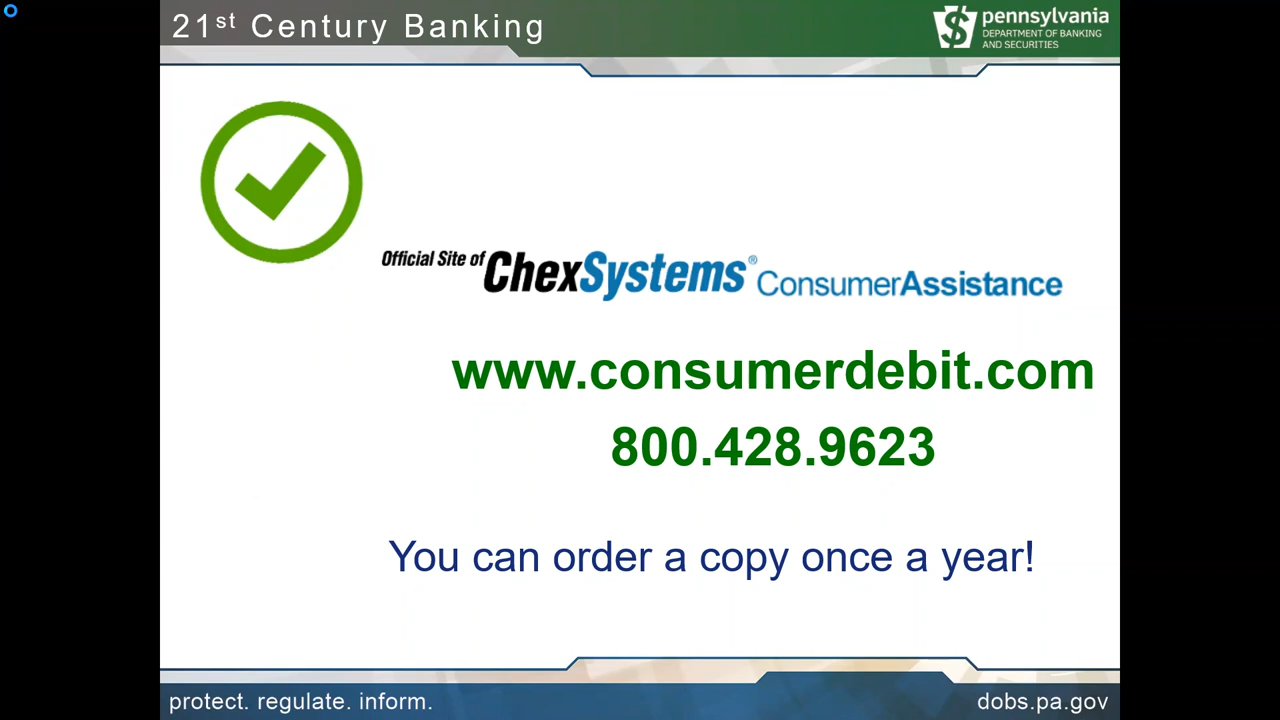 21st Century Banking
pennsylvania
DEPARTMENT OF BANKING
AND SECURITIES
Official Site of ChexSystems® ConsumerAssistance
www.consumerdebit.com
800.428.9623
You can order a copy once a year!
protect. regulate. inform.
dobs.pa.gov